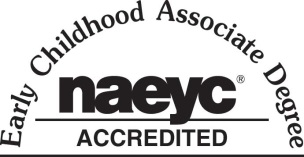 Early Childhood Associate Degree
naeyc®
ACCREDITED